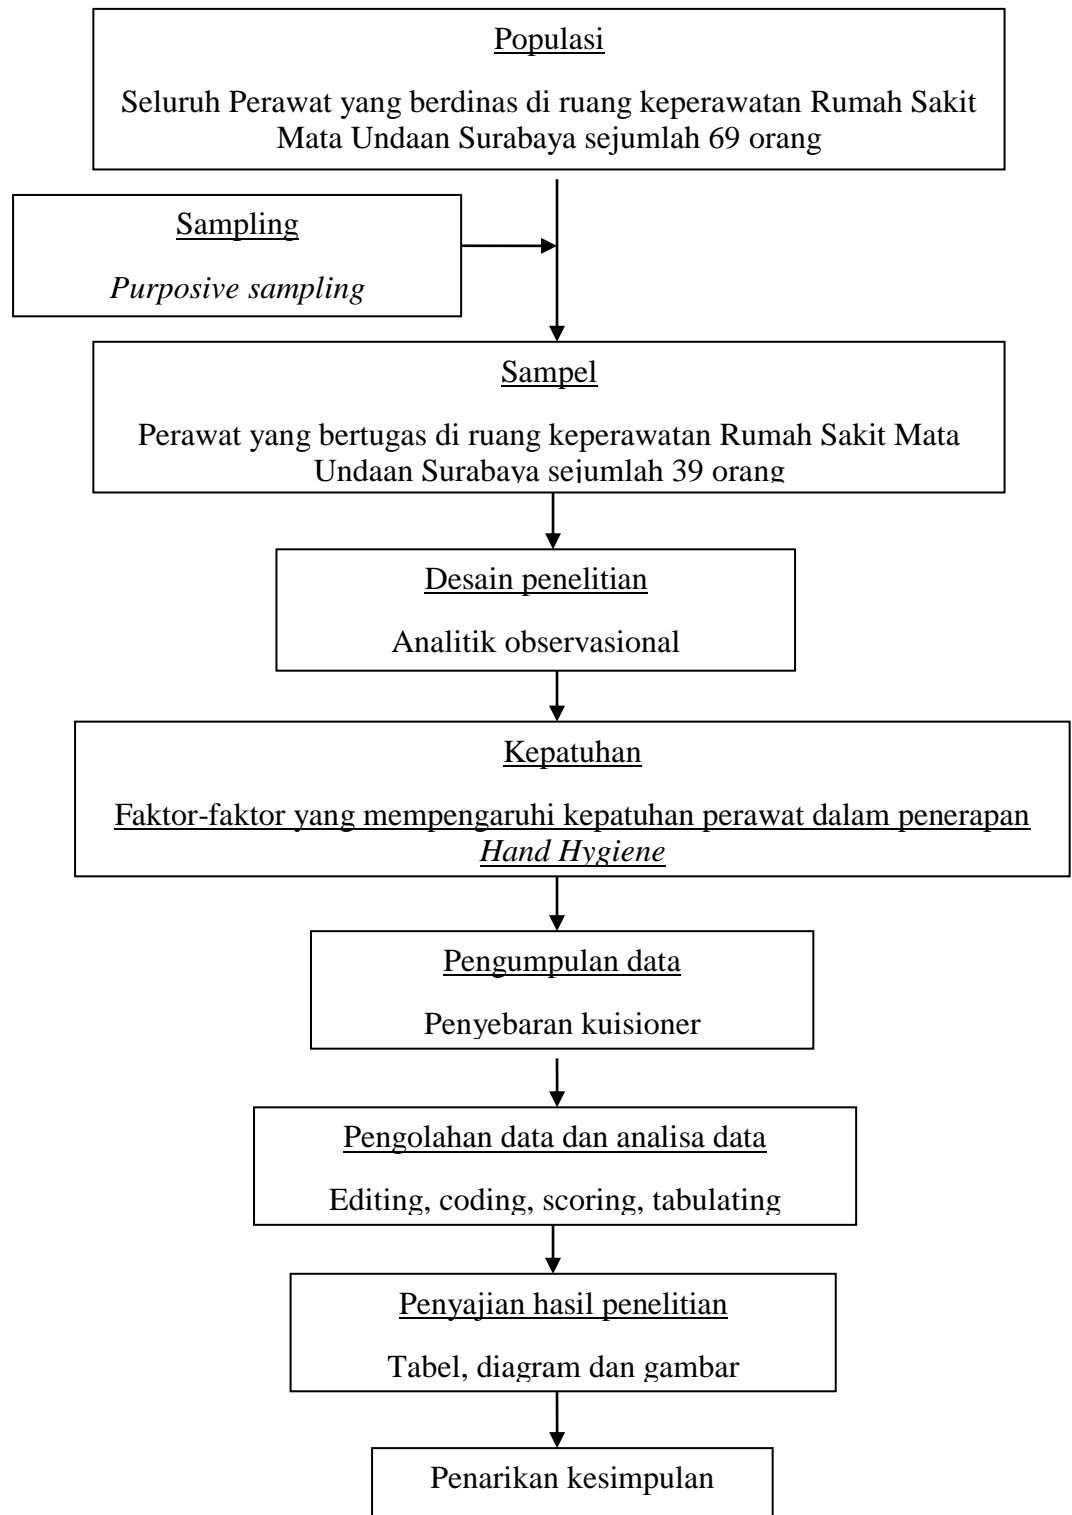 Populasi
Seluruh Perawat yang berdinas di ruang keperawatan Rumah Sakit
Mata Undaan Surabaya sejumlah 69 orang
Sampling
Purposive sampling
Sampel
Perawat yang bertugas di ruang keperawatan Rumah Sakit Mata
Undaan Surabaya sejumlah 39 orang
Desain penelitian
Analitik observasional
Kepatuhan
Faktor-faktor yang mempengaruhi kepatuhan perawat dalam penerapan
Hand Hygiene
Pengumpulan data
Penyebaran kuisioner
Pengolahan data dan analisa data
Editing, coding, scoring, tabulating
Penyajian hasil penelitian
Tabel, diagram dan gambar
Penarikan kesimpulan